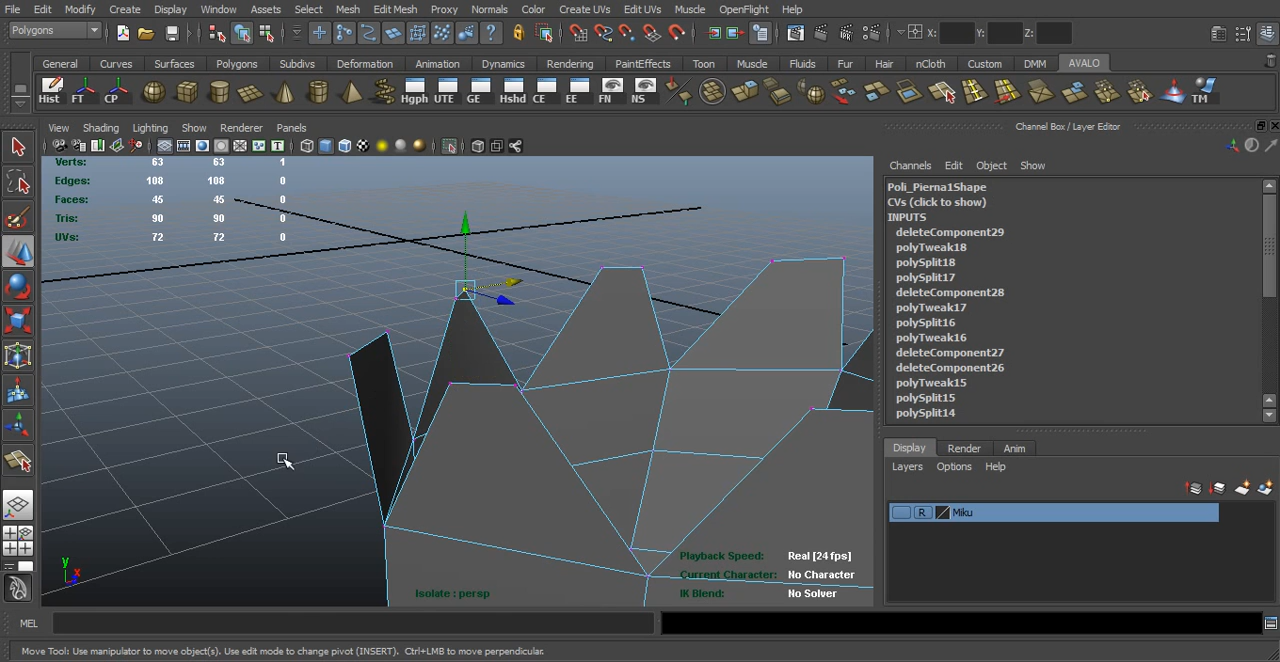 File Edit Modify Create Display Window Assets Select Mesh Edit Mesh Proxy Normals Color Create UVs Edit UVs Muscle OpenFlight Help
Polygons X: Y: Z:
General Curves Surfaces Polygons Subdivs Deformation Animation Dynamics Rendering PaintEffects Toon Muscle Fluids Fur Hair nCloth Custom DMM AVALO
Hist FT CP Hgph UTE GE Hshd CE EE FN NS TM
View Shading Lighting Show Renderer Panels
Channel Box / Layer Editor
Verts: 63 63 1
Edges: 108 108 0
Faces: 45 45 0
Tris: 90 90 0
UVs: 72 72 0
Channels Edit Object Show
Poli_Pierna1Shape
CVs (click to show)
INPUTS
deleteComponent29
polyTweak18
polySplit18
polySplit17
deleteComponent28
polyTweak17
polySplit16
polyTweak16
deleteComponent27
deleteComponent26
polyTweak15
polySplit15
polySplit14
Display Render Anim
Layers Options Help
R Miku
Playback Speed: Real [24 fps]
Current Character: No Character
IK Blend: No Solver
Isolate : persp
y
x
MEL
Move Tool: Use manipulator to move object(s). Use edit mode to change pivot (INSERT). Ctrl+LMB to move perpendicular.